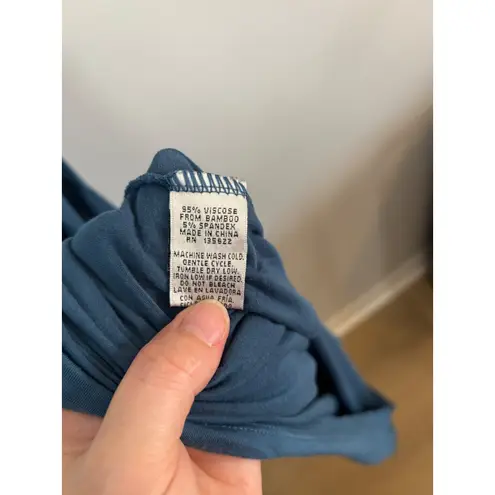 95% VISCOSE
FROM BAMBOO
5% SPANDEX
MADE IN CHINA
RN 135622
MACHINE WASH COLD.
GENTLE CYCLE.
TUMBLE DRY LOW.
IRON LOW IF DESIRED.
DO NOT BLEACH
LAVE EN LAVADORA
CON AGUA FRÍA